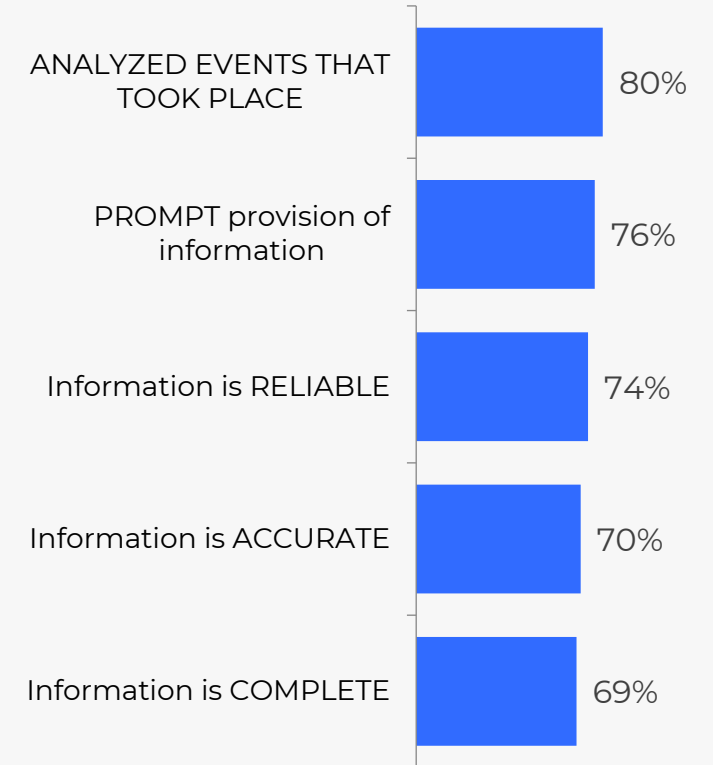 ANALYZED EVENTS THAT
TOOK PLACE
80%
PROMPT provision of
information
76%
Information is RELIABLE
74%
Information is ACCURATE
70%
Information is COMPLETE
69%